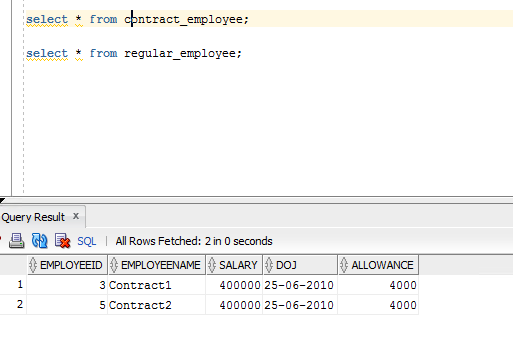 select * from contract_employee;
select * from regular_employee;
Query Result x
SQL | All Rows Fetched: 2 in 0 seconds
EMPLOYEEID EMPLOYEENAME SALARY DOJ ALLOWANCE
1 3 Contract1 400000 25-06-2010 4000
2 5 Contract2 400000 25-06-2010 4000